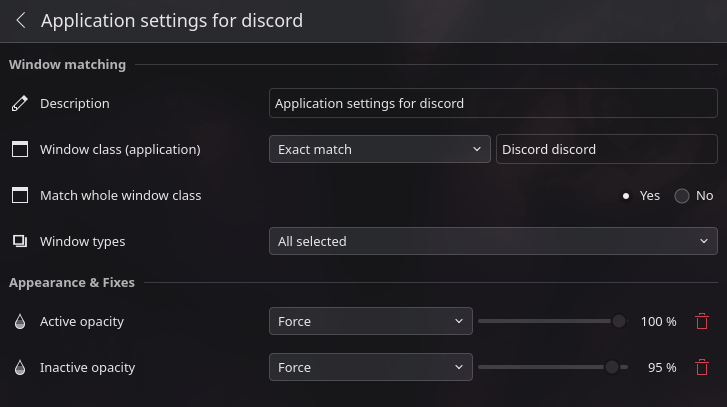 Application settings for discord
Window matching
Description Application settings for discord
Window class (application) Exact match Discord discord
Match whole window class Yes No
Window types All selected
Appearance & Fixes
Active opacity Force 100 %
Inactive opacity Force 95 %